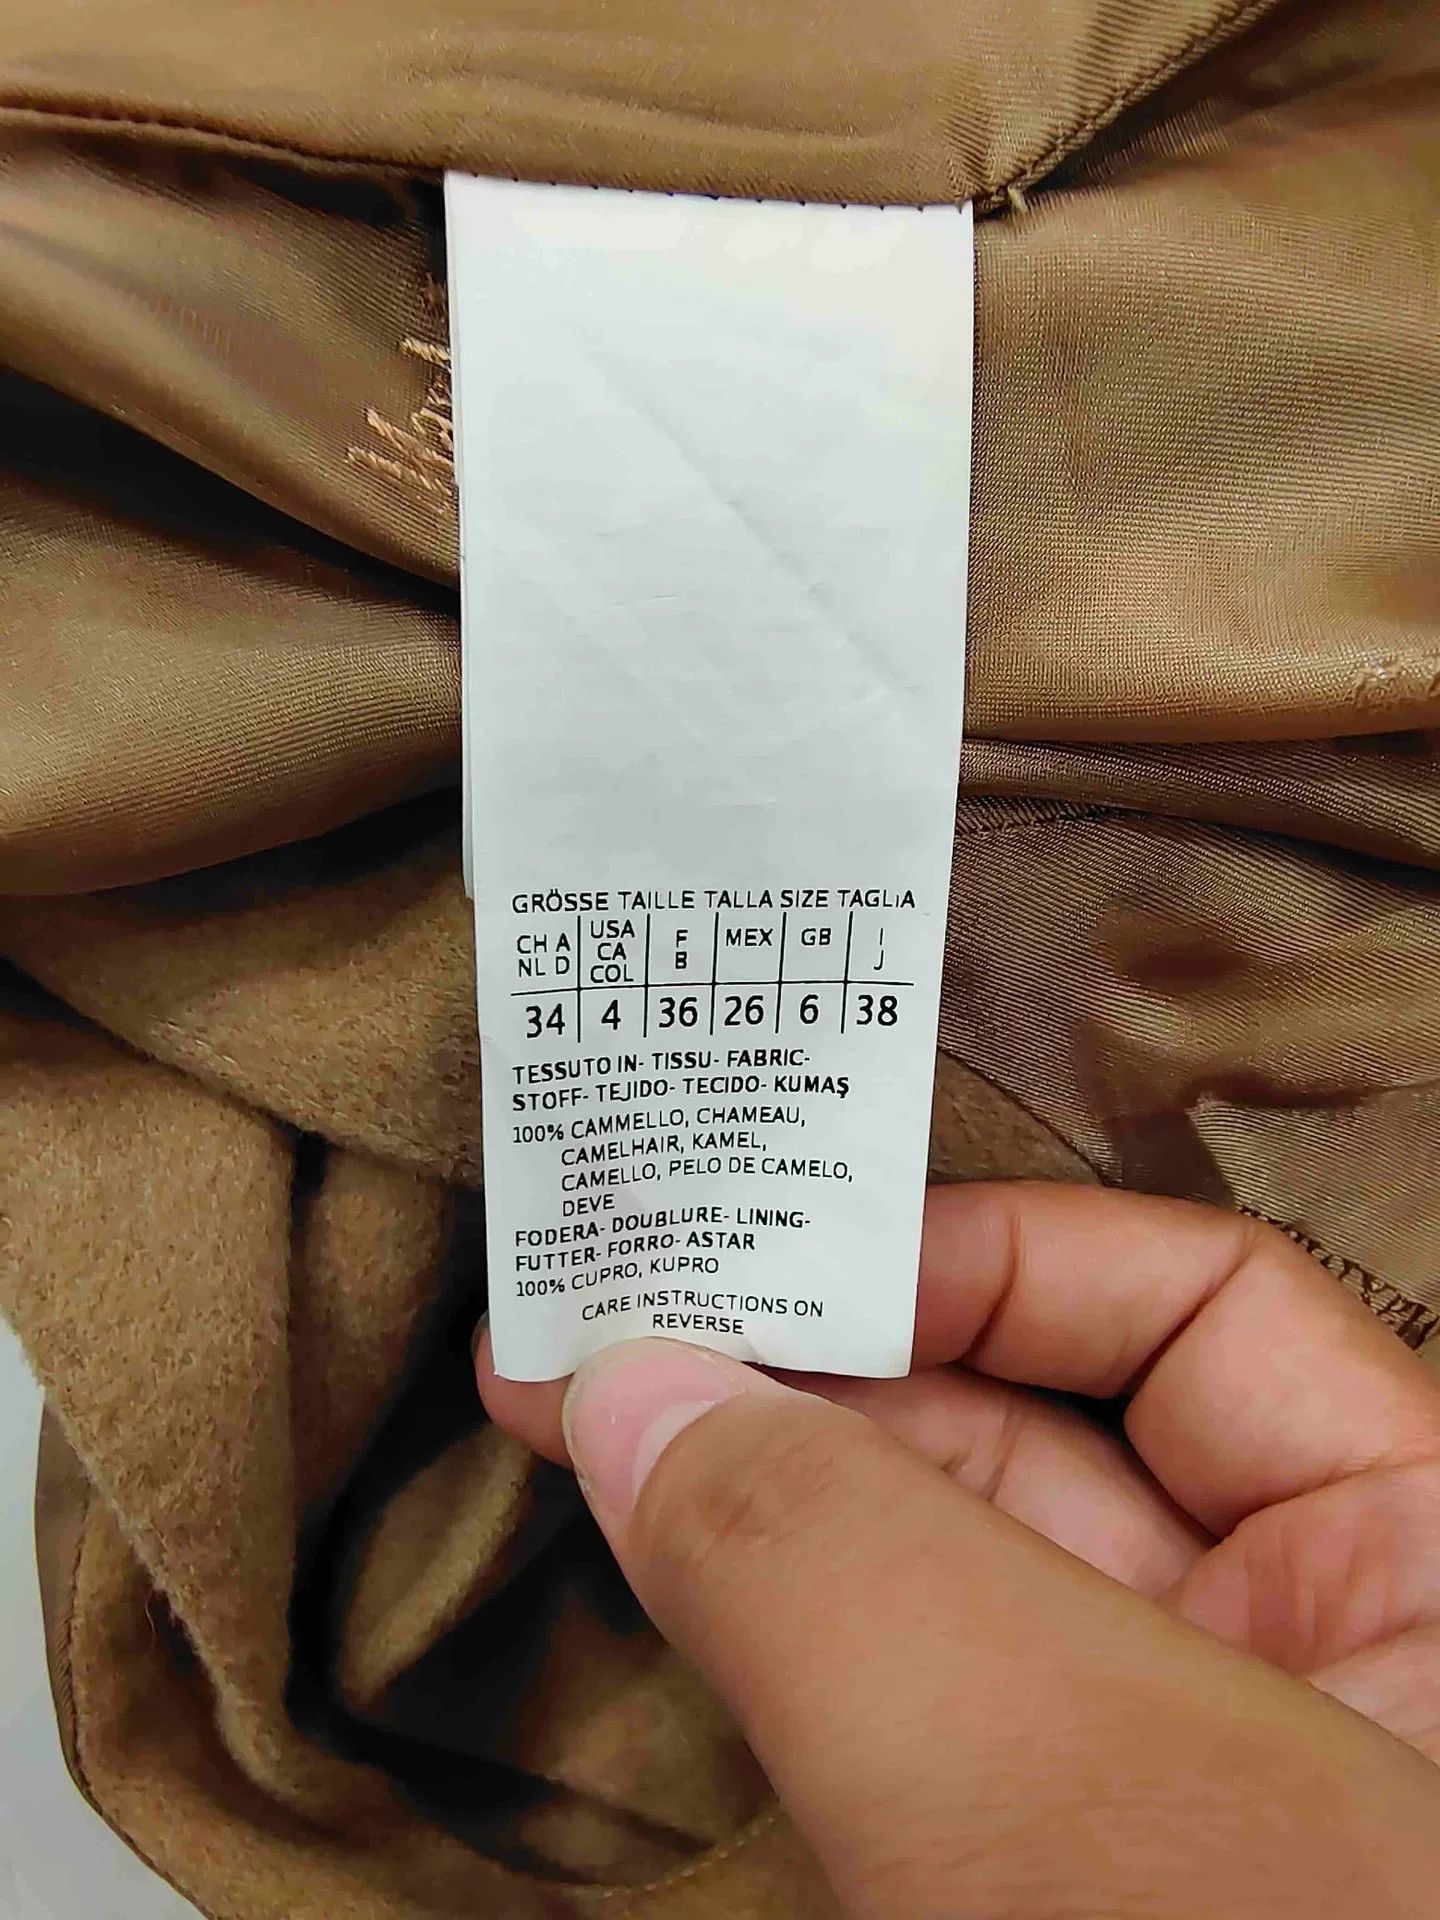 GRÖSSE TAILLE TALLA SIZE TAGLIA
CH A NL D | USA CA COL | F B | MEX | GB | I J
34 | 4 | 36 | 26 | 6 | 38
TESSUTO IN- TISSU- FABRIC-
STOFF- TEJIDO- TECIDO- KUMAŞ
100% CAMMELLO, CHAMEAU,
CAMELHAIR, KAMEL,
CAMELLO, PELO DE CAMELO,
DEVE
FODERA- DOUBLURE- LINING-
FUTTER- FORRO- ASTAR
100% CUPRO, KUPRO
CARE INSTRUCTIONS ON
REVERSE